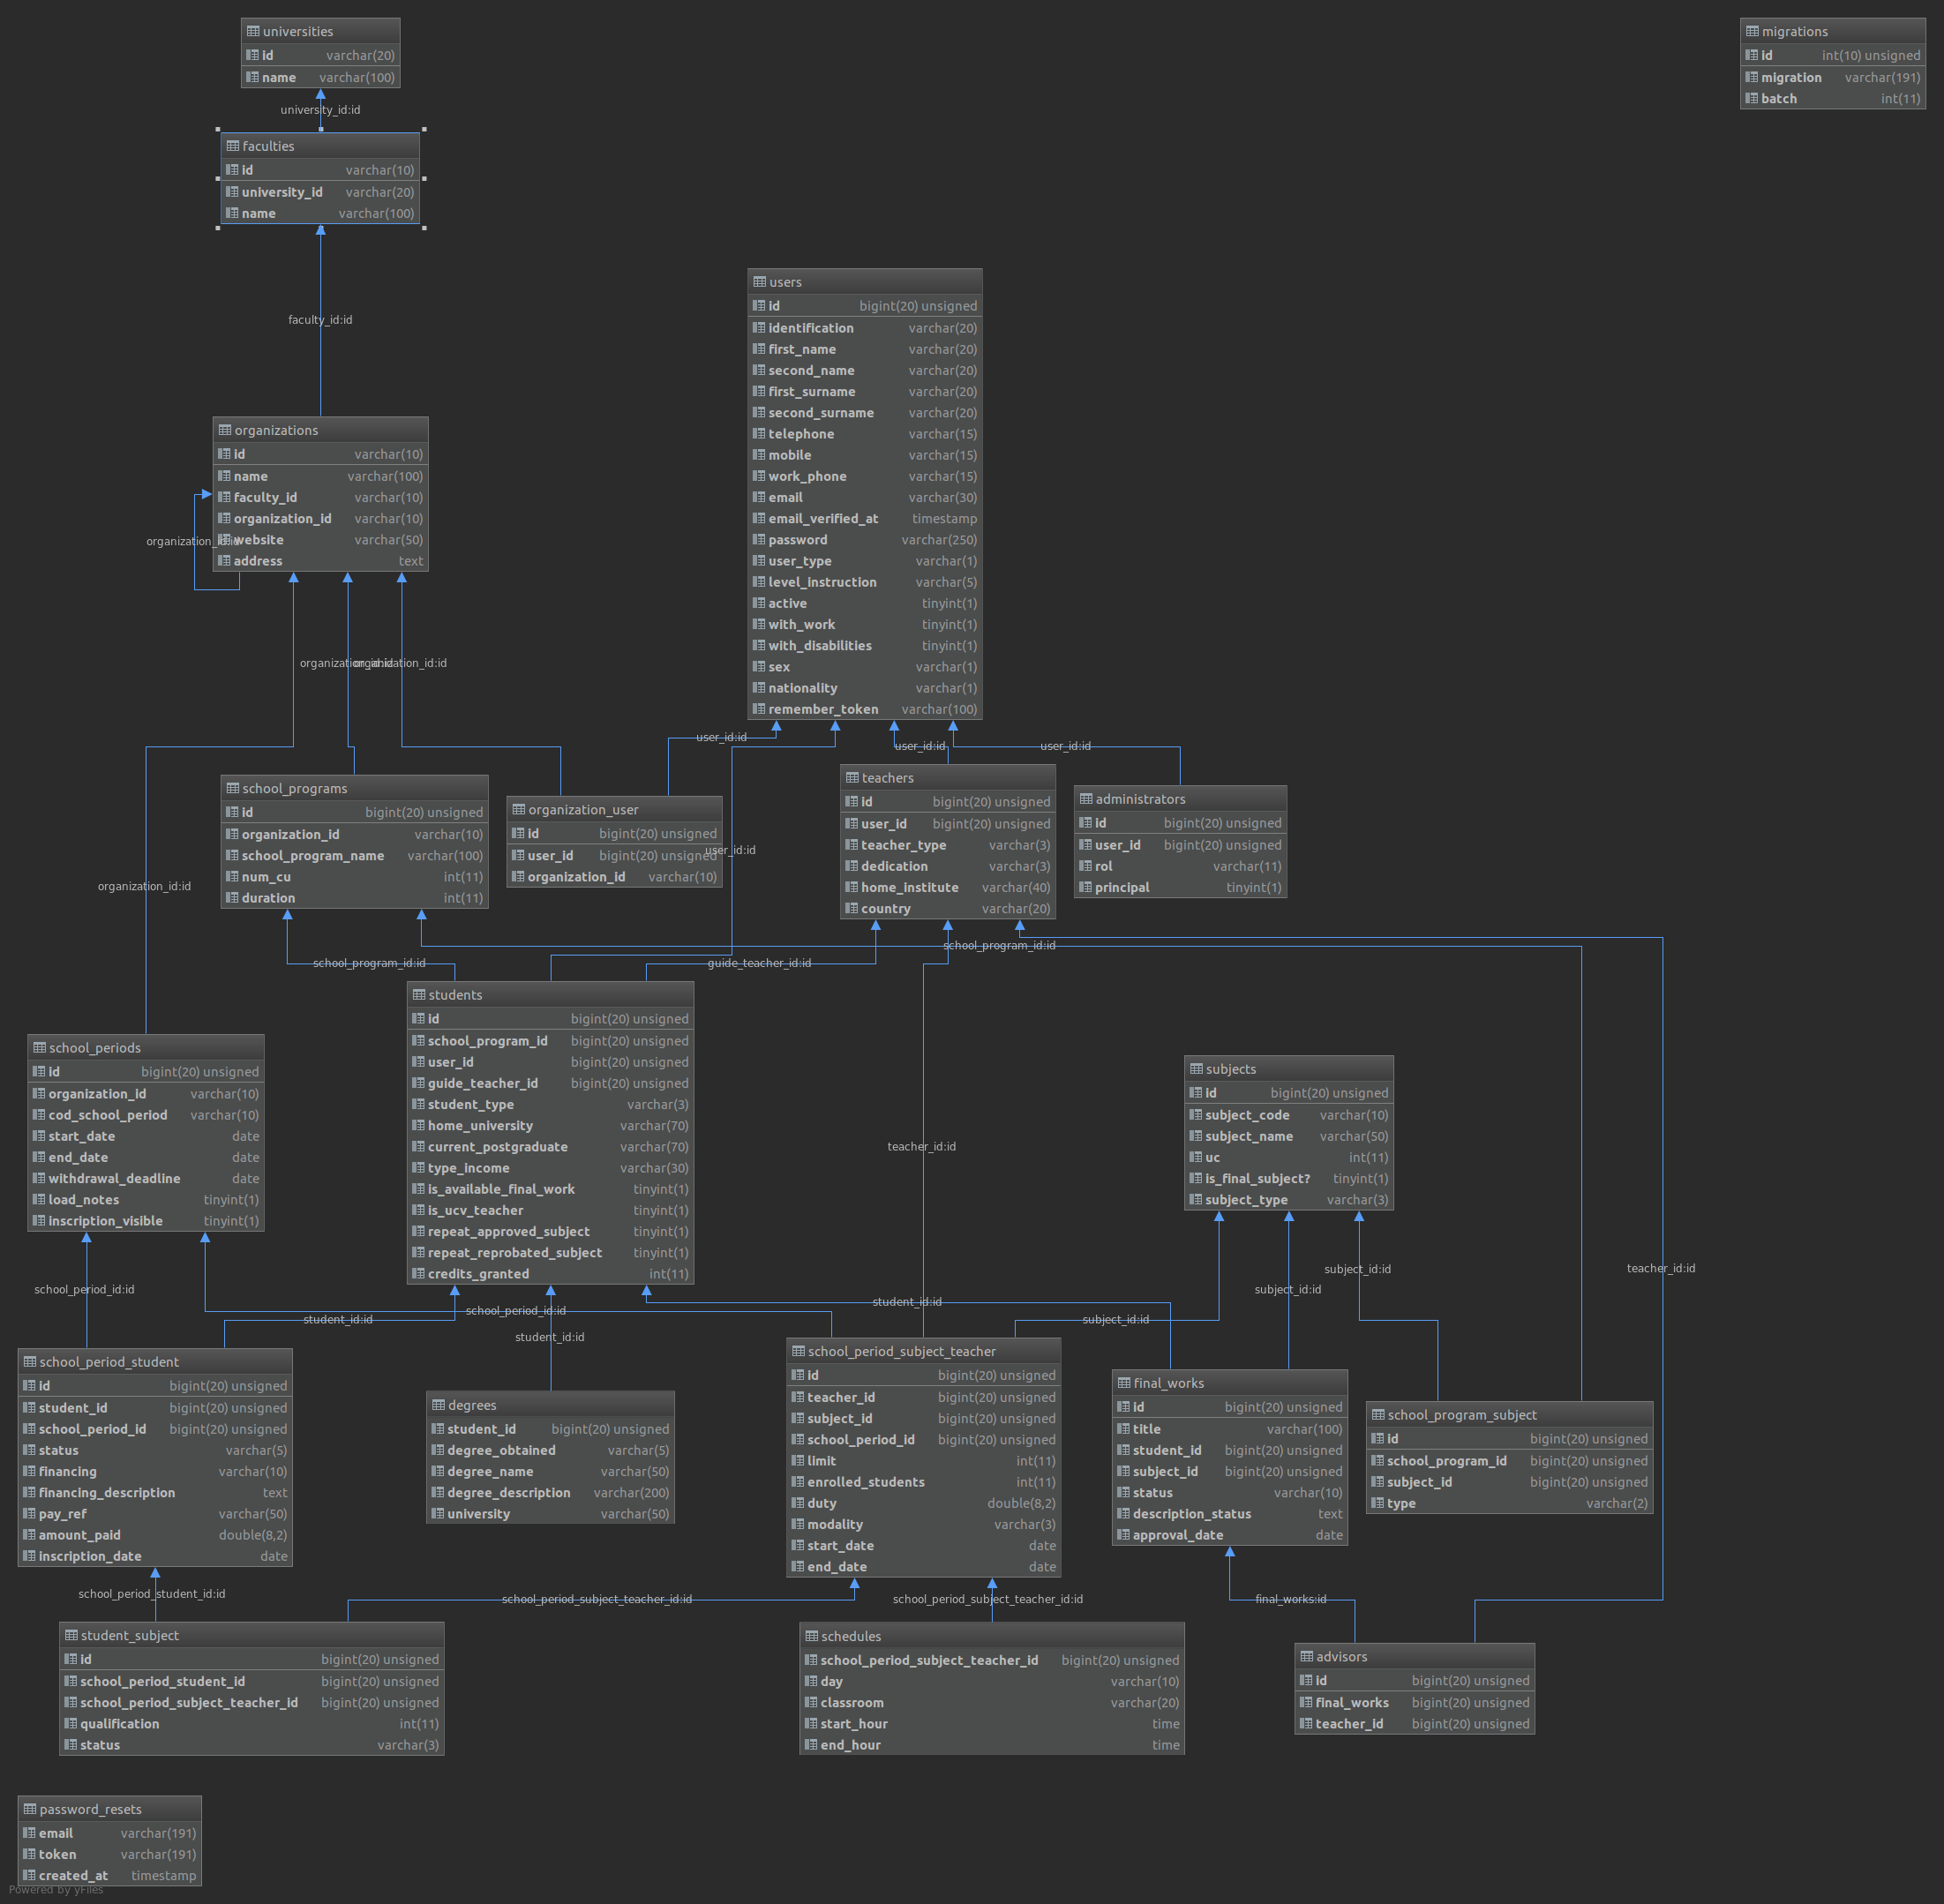 universities
id varchar(20)
name varchar(100)
migrations
id int(10) unsigned
migration varchar(191)
batch int(11)
university_id:id
faculties
id varchar(10)
university_id varchar(20)
name varchar(100)
faculty_id:id
users
id bigint(20) unsigned
identification varchar(20)
first_name varchar(20)
second_name varchar(20)
first_surname varchar(20)
second_surname varchar(20)
telephone varchar(15)
mobile varchar(15)
work_phone varchar(15)
email varchar(30)
email_verified_at timestamp
password varchar(250)
user_type varchar(1)
level_instruction varchar(5)
active tinyint(1)
with_work tinyint(1)
with_disabilities tinyint(1)
sex varchar(1)
nationality varchar(1)
remember_token varchar(100)
organizations
id varchar(10)
name varchar(100)
faculty_id varchar(10)
organization_id varchar(10)
website varchar(50)
address text
organization_id:id
organization_id:id
organization_id:id
user_id:id
user_id:id
user_id:id
school_programs
id bigint(20) unsigned
organization_id varchar(10)
school_program_name varchar(100)
num_cu int(11)
duration int(11)
organization_user
id bigint(20) unsigned
user_id bigint(20) unsigned
organization_id varchar(10)
user_id:id
teachers
id bigint(20) unsigned
user_id bigint(20) unsigned
teacher_type varchar(3)
dedication varchar(3)
home_institute varchar(40)
country varchar(20)
administrators
id bigint(20) unsigned
user_id bigint(20) unsigned
rol varchar(11)
principal tinyint(1)
organization_id:id
school_program_id:id
school_program_id:id
guide_teacher_id:id
students
id bigint(20) unsigned
school_program_id bigint(20) unsigned
user_id bigint(20) unsigned
guide_teacher_id bigint(20) unsigned
student_type varchar(3)
home_university varchar(70)
current_postgraduate varchar(70)
type_income varchar(30)
is_available_final_work tinyint(1)
is_ucv_teacher tinyint(1)
repeat_approved_subject tinyint(1)
repeat_reprobated_subject tinyint(1)
credits_granted int(11)
school_periods
id bigint(20) unsigned
organization_id varchar(10)
cod_school_period varchar(10)
start_date date
end_date date
withdrawal_deadline date
load_notes tinyint(1)
inscription_visible tinyint(1)
teacher_id:id
subjects
id bigint(20) unsigned
subject_code varchar(10)
subject_name varchar(50)
uc int(11)
is_final_subject? tinyint(1)
subject_type varchar(3)
school_period_id:id
student_id:id
school_period_id:id
student_id:id
student_id:id
subject_id:id
subject_id:id
subject_id:id
teacher_id:id
school_period_student
id bigint(20) unsigned
student_id bigint(20) unsigned
school_period_id bigint(20) unsigned
status varchar(5)
financing varchar(10)
financing_description text
pay_ref varchar(50)
amount_paid double(8,2)
inscription_date date
degrees
student_id bigint(20) unsigned
degree_obtained varchar(5)
degree_name varchar(50)
degree_description varchar(200)
university varchar(50)
school_period_subject_teacher
id bigint(20) unsigned
teacher_id bigint(20) unsigned
subject_id bigint(20) unsigned
school_period_id bigint(20) unsigned
limit int(11)
enrolled_students int(11)
duty double(8,2)
modality varchar(3)
start_date date
end_date date
final_works
id bigint(20) unsigned
title varchar(100)
student_id bigint(20) unsigned
subject_id bigint(20) unsigned
status varchar(10)
description_status text
approval_date date
school_program_subject
id bigint(20) unsigned
school_program_id bigint(20) unsigned
subject_id bigint(20) unsigned
type varchar(2)
school_period_student_id:id
school_period_subject_teacher_id:id
school_period_subject_teacher_id:id
final_works:id
student_subject
id bigint(20) unsigned
school_period_student_id bigint(20) unsigned
school_period_subject_teacher_id bigint(20) unsigned
qualification int(11)
status varchar(3)
schedules
school_period_subject_teacher_id bigint(20) unsigned
day varchar(10)
classroom varchar(20)
start_hour time
end_hour time
advisors
id bigint(20) unsigned
final_works bigint(20) unsigned
teacher_id bigint(20) unsigned
password_resets
email varchar(191)
token varchar(191)
created_at timestamp
Powered by yFiles